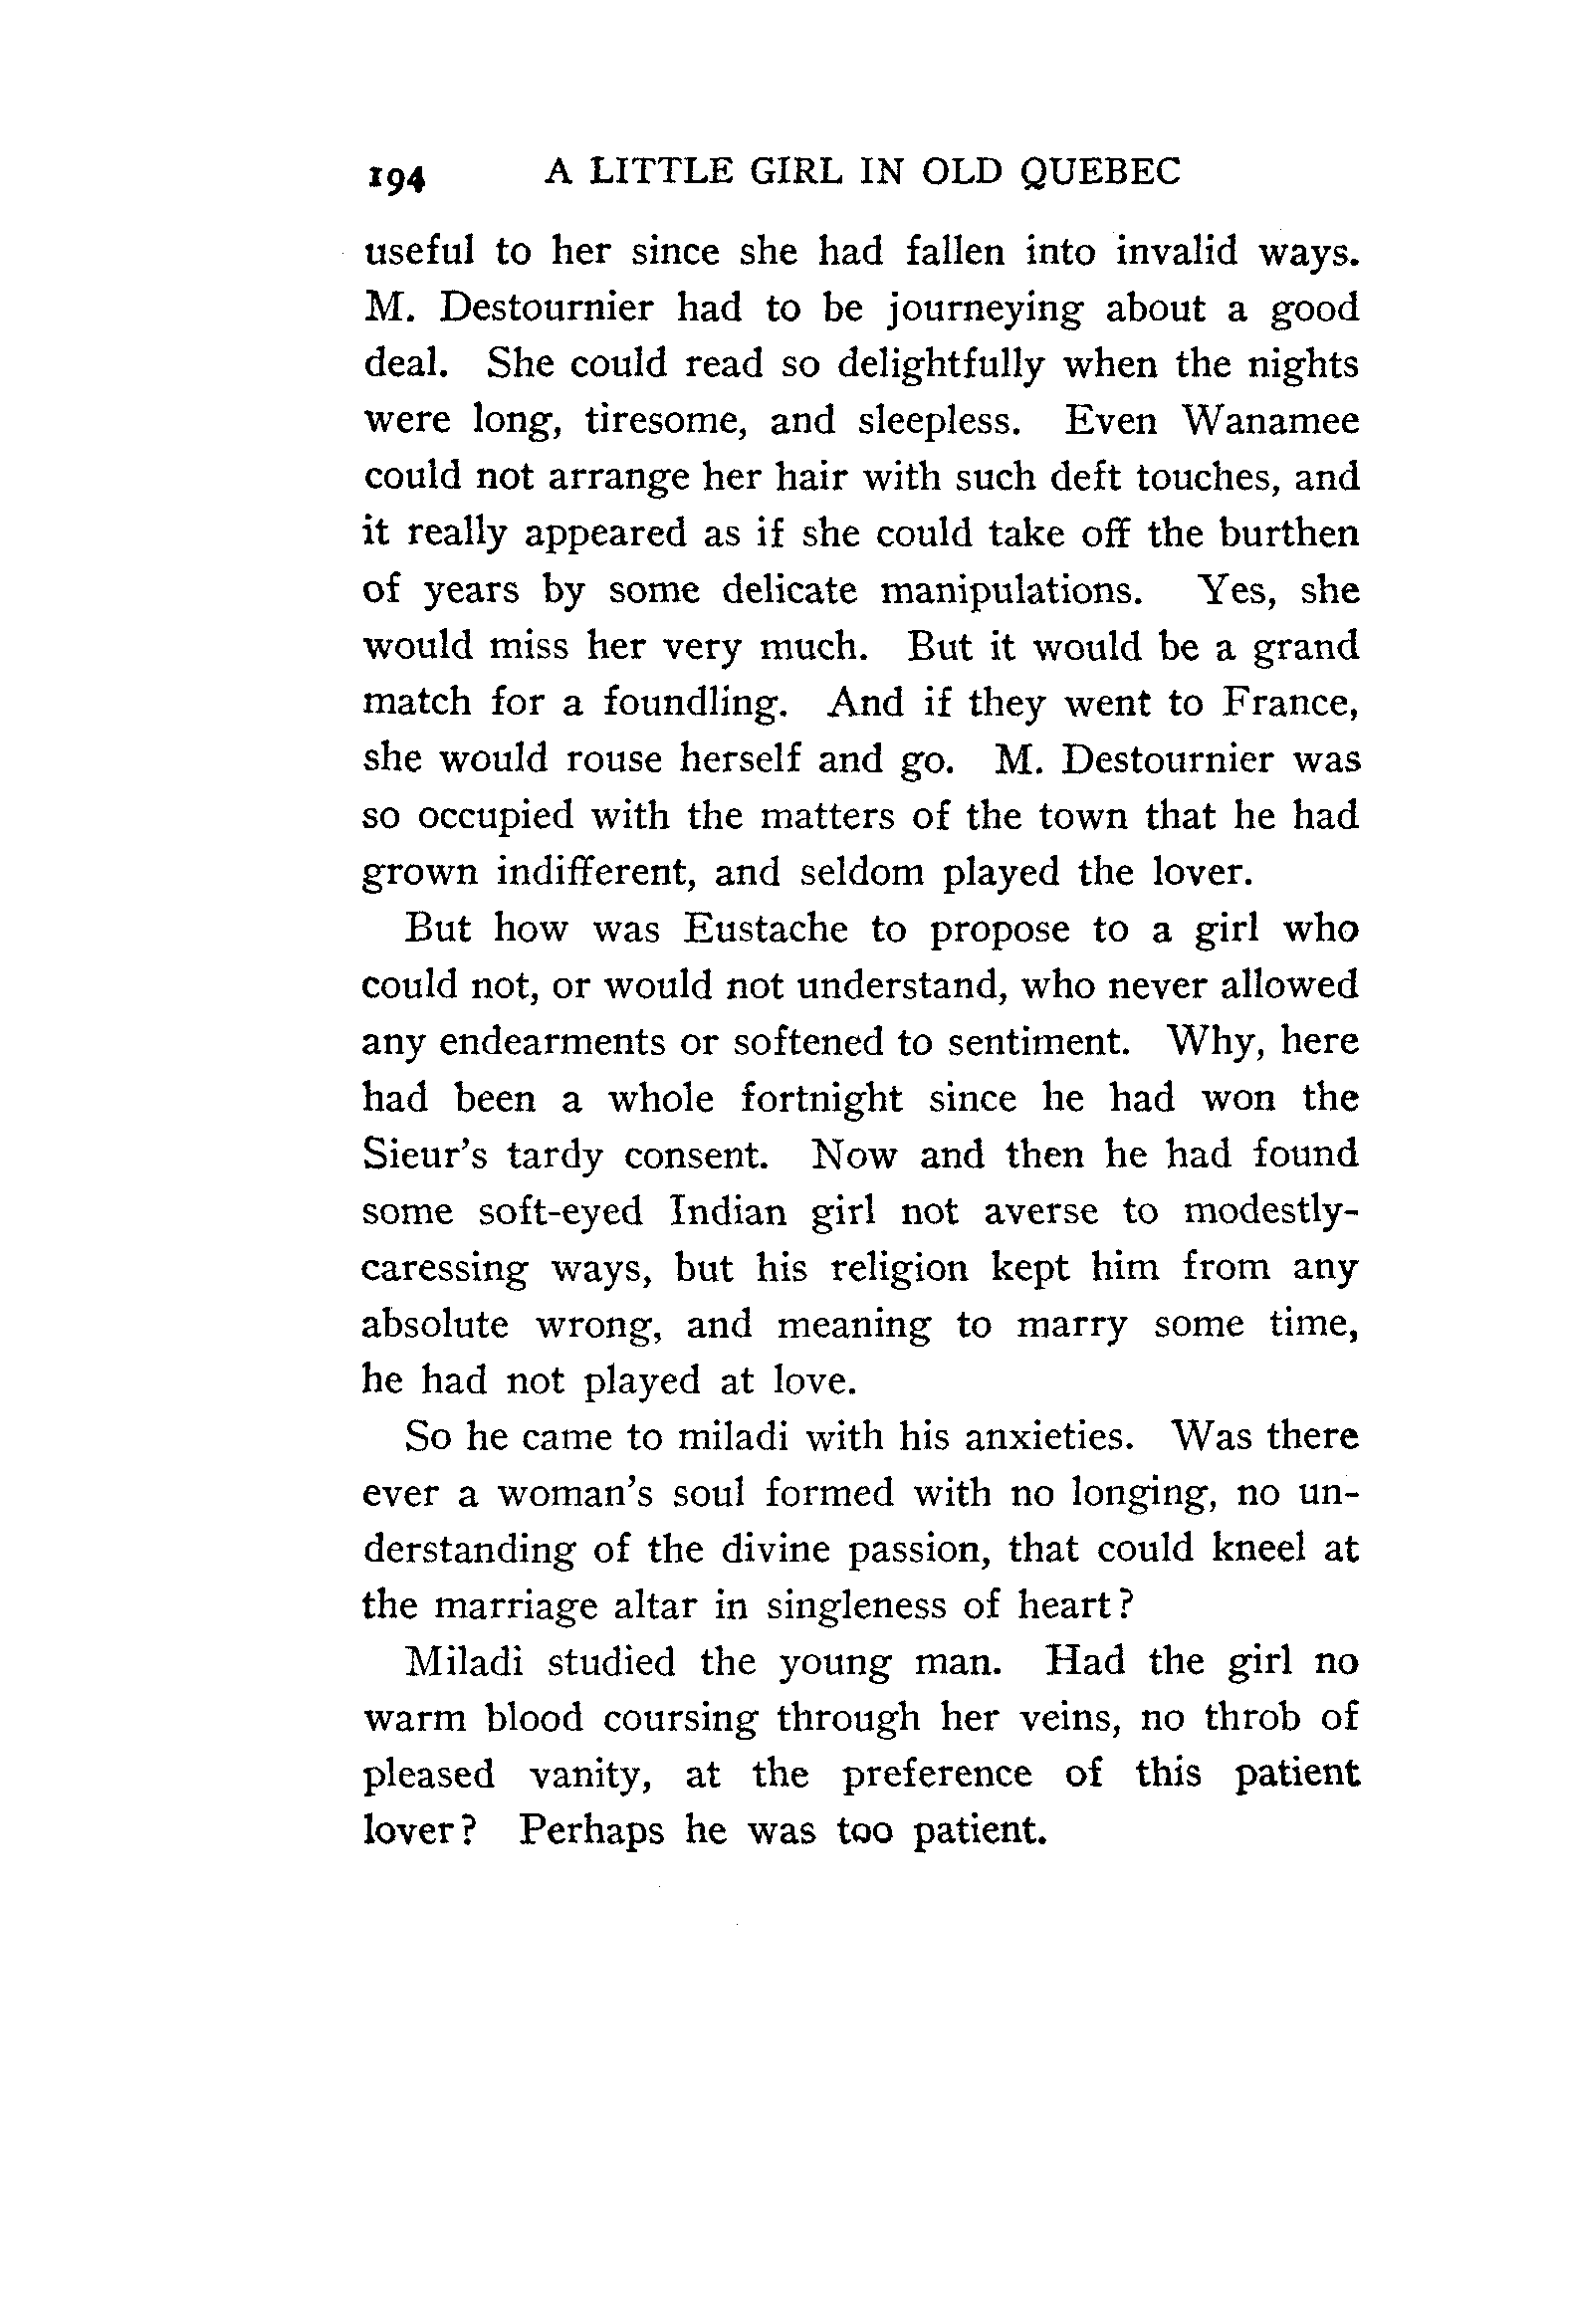 194 A LITTLE GIRL IN OLD QUEBEC
useful to her since she had fallen into invalid ways.
M. Destournier had to be journeying about a good
deal. She could read so delightfully when the nights
were long, tiresome, and sleepless. Even Wanamee
could not arrange her hair with such deft touches, and
it really appeared as if she could take off the burthen
of years by some delicate manipulations. Yes, she
would miss her very much. But it would be a grand
match for a foundling. And if they went to France,
she would rouse herself and go. M. Destournier was
so occupied with the matters of the town that he had
grown indifferent, and seldom played the lover.
But how was Eustache to propose to a girl who
could not, or would not understand, who never allowed
any endearments or softened to sentiment. Why, here
had been a whole fortnight since he had won the
Sieur's tardy consent. Now and then he had found
some soft-eyed Indian girl not averse to modestly-
caressing ways, but his religion kept him from any
absolute wrong, and meaning to marry some time,
he had not played at love.
So he came to miladi with his anxieties. Was there
ever a woman's soul formed with no longing, no un-
derstanding of the divine passion, that could kneel at
the marriage altar in singleness of heart?
Miladi studied the young man. Had the girl no
warm blood coursing through her veins, no throb of
pleased vanity, at the preference of this patient
lover? Perhaps he was too patient.